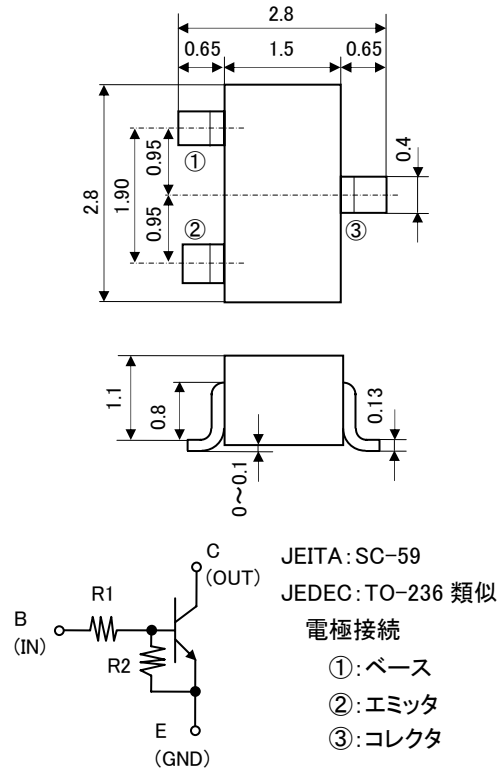 2.8
0.65 1.5 0.65
2.8
1.90
0.95
0.95
①
②
③
0.4
1.1
0.8
0～0.1
0.13
C
(OUT)
R1
B
(IN)
R2
E
(GND)
JEITA:SC-59
JEDEC:TO-236 類似
電極接続
①:ベース
②:エミッタ
③:コレクタ